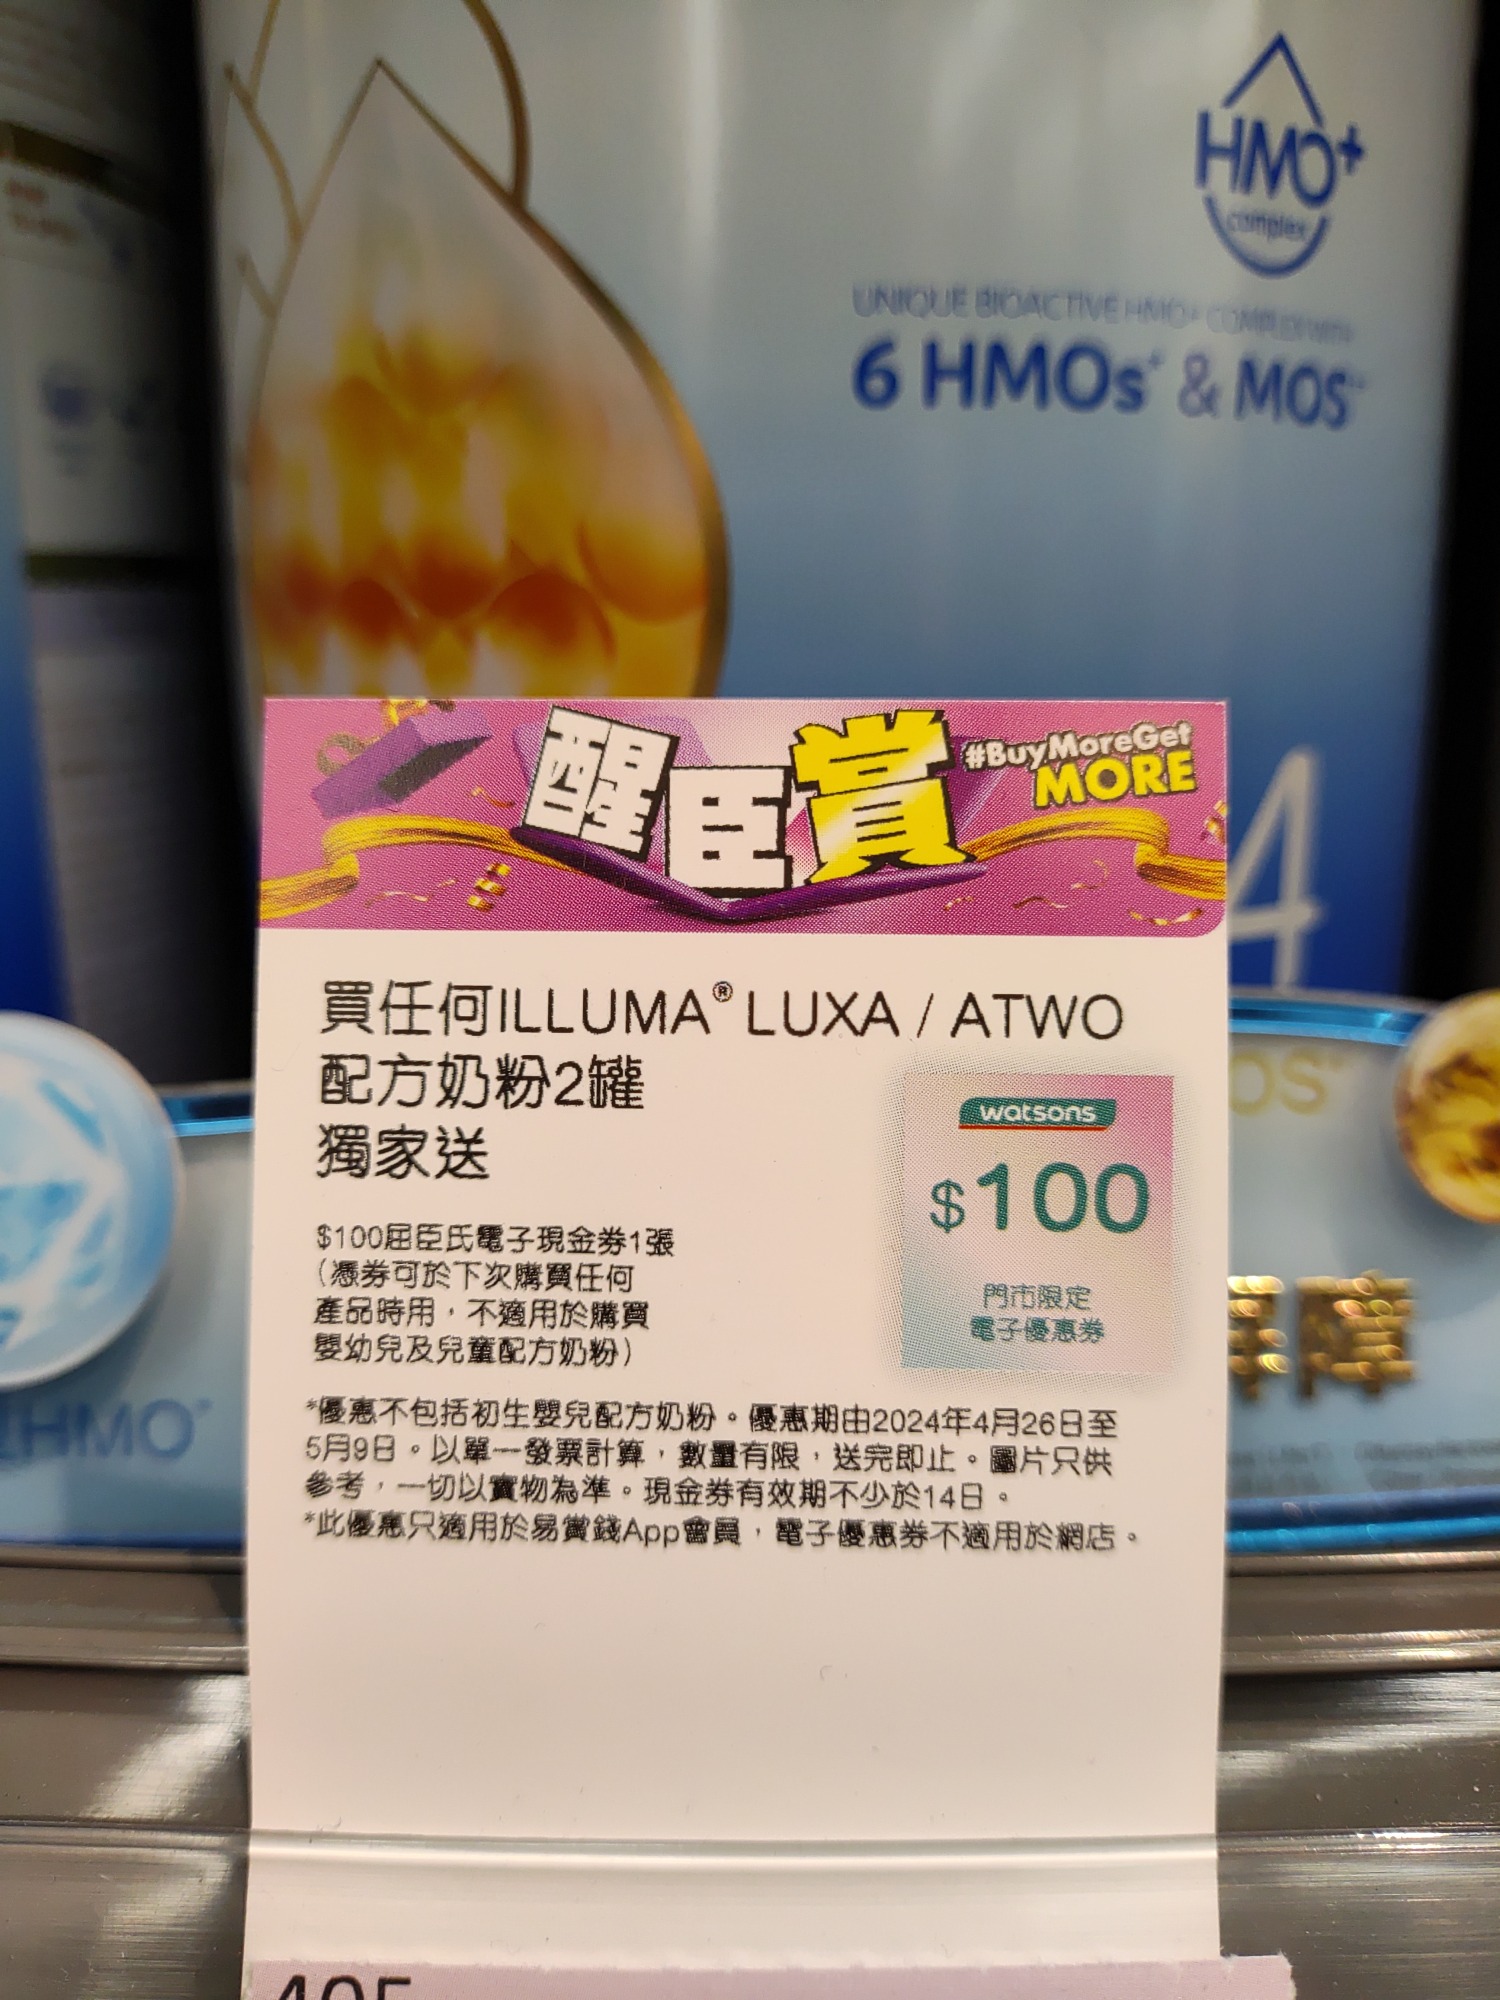 HMO+
complex
UNIQUE BIOACTIVE HMO+ COMPLEX WITH
6 HMOs+ & MOS
4
醒臣賞
#BuyMoreGet
MORE
買任何ILLUMA® LUXA / ATWO
配方奶粉2罐
獨家送
$100屈臣氏電子現金券1張
(憑券可於下次購買任何
產品時用,不適用於購買
嬰幼兒及兒童配方奶粉)
watsons
$100
門市限定
電子優惠券
*優惠不包括初生嬰兒配方奶粉。優惠期由2024年4月26日至
5月9日。以單一發票計算,數量有限,送完即止。圖片只供
參考,一切以實物為準。現金券有效期不少於14日。
*此優惠只適用於易賞錢App會員,電子優惠券不適用於網店。
OS+
障
HMO+